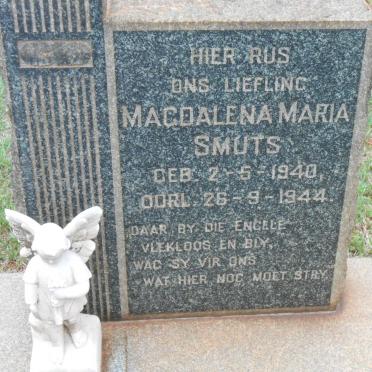 HIER RUS
ONS LIEFLING
MAGDALENA MARIA
SMUTS
GEB. 2-5-1940,
OORL. 26-9-1944.
DAAR BY DIE ENGELE
VLEKLOOS EN BLY,
WAG SY VIR ONS
WAT HIER NOG MOET STRY.